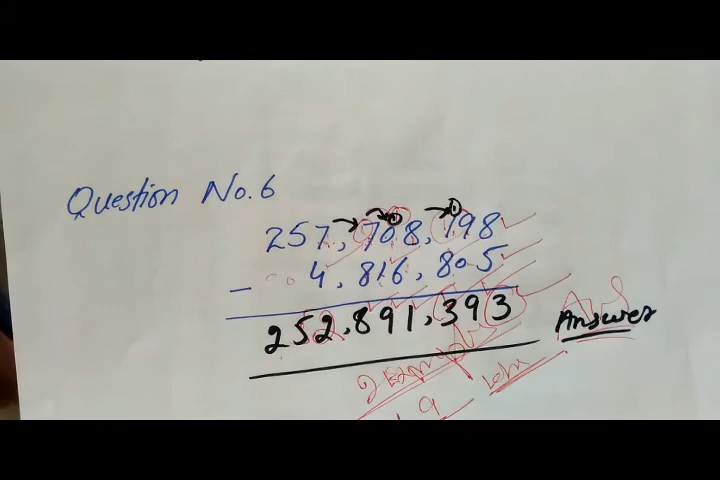 Question No.6
257,708,198
- 4,816,805
252,891,393 Answer